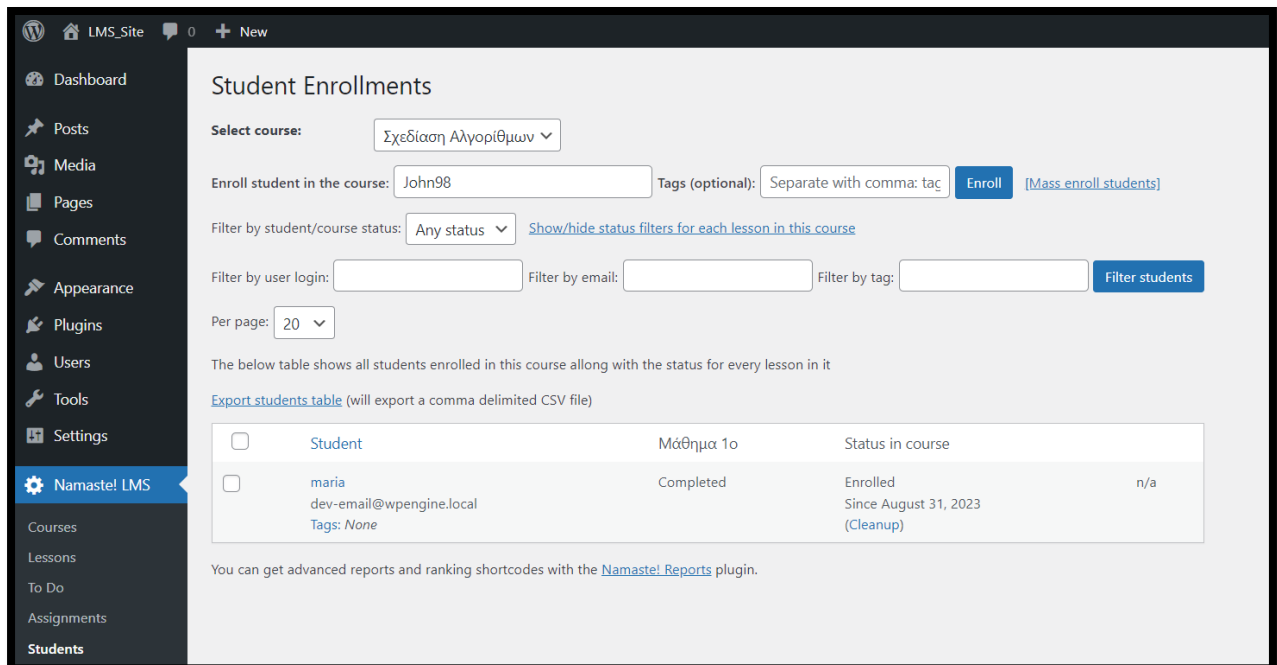 LMS_Site 0 New
Dashboard
Posts
Media
Pages
Comments
Appearance
Plugins
Users
Tools
Settings
Namaste! LMS
Courses
Lessons
To Do
Assignments
Students
Student Enrollments
Select course: Σχεδίαση Αλγορίθμων
Enroll student in the course: John98 Tags (optional): Separate with comma: tag Enroll [Mass enroll students]
Filter by student/course status: Any status Show/hide status filters for each lesson in this course
Filter by user login: Filter by email: Filter by tag: Filter students
Per page: 20
The below table shows all students enrolled in this course allong with the status for every lesson in it
Export students table (will export a comma delimited CSV file)
Student Μάθημα 1ο Status in course
maria Completed Enrolled n/a
dev-email@wpengine.local Since August 31, 2023
Tags: None (Cleanup)
You can get advanced reports and ranking shortcodes with the Namaste! Reports plugin.